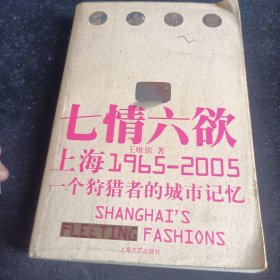 七情六欲
王唯铭 著
上海1965-2005
一个狩猎者的城市记忆
SHANGHAI'S
FLEETING FASHIONS
上海文艺出版社